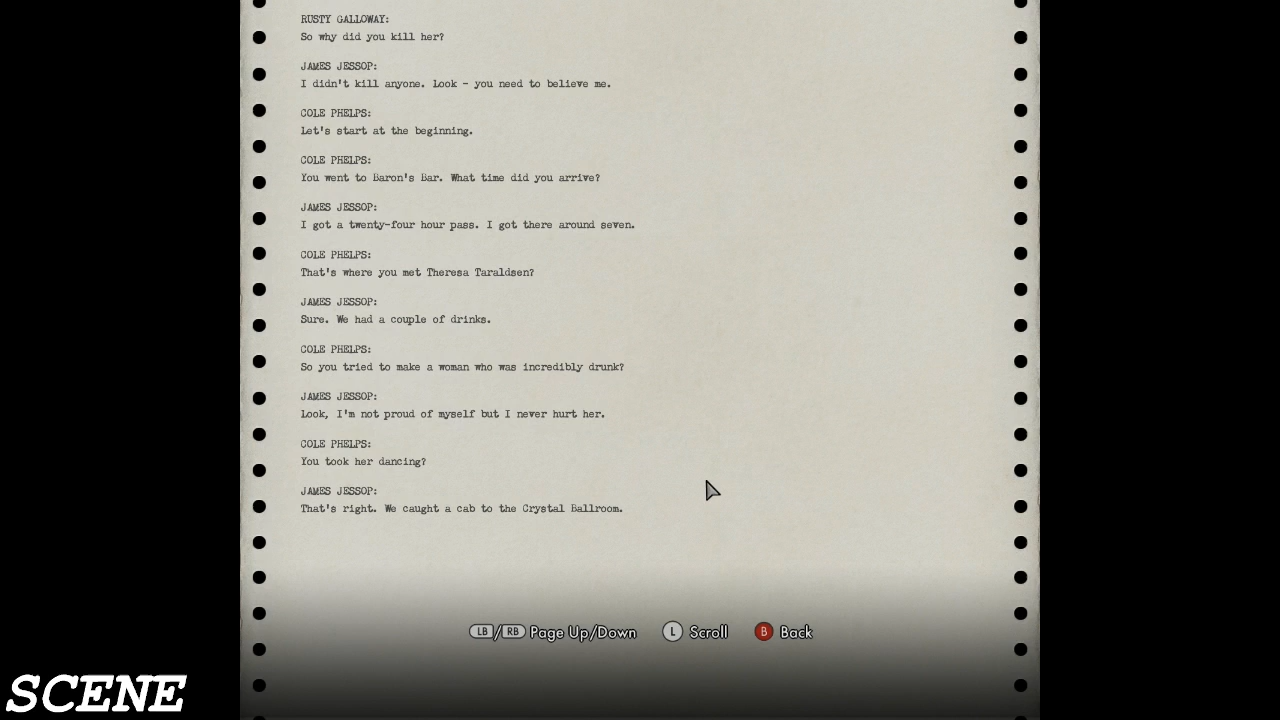 RUSTY GALLOWAY:
So why did you kill her?
JAMES JESSOP:
I didn't kill anyone. Look - you need to believe me.
COLE PHELPS:
Let's start at the beginning.
COLE PHELPS:
You went to Baron's Bar. What time did you arrive?
JAMES JESSOP:
I got a twenty-four hour pass. I got there around seven.
COLE PHELPS:
That's where you met Theresa Taraldsen?
JAMES JESSOP:
Sure. We had a couple of drinks.
COLE PHELPS:
So you tried to make a woman who was incredibly drunk?
JAMES JESSOP:
Look, I'm not proud of myself but I never hurt her.
COLE PHELPS:
You took her dancing?
JAMES JESSOP:
That's right. We caught a cab to the Crystal Ballroom.
LB/RB Page Up/Down L Scroll B Back
SCENE